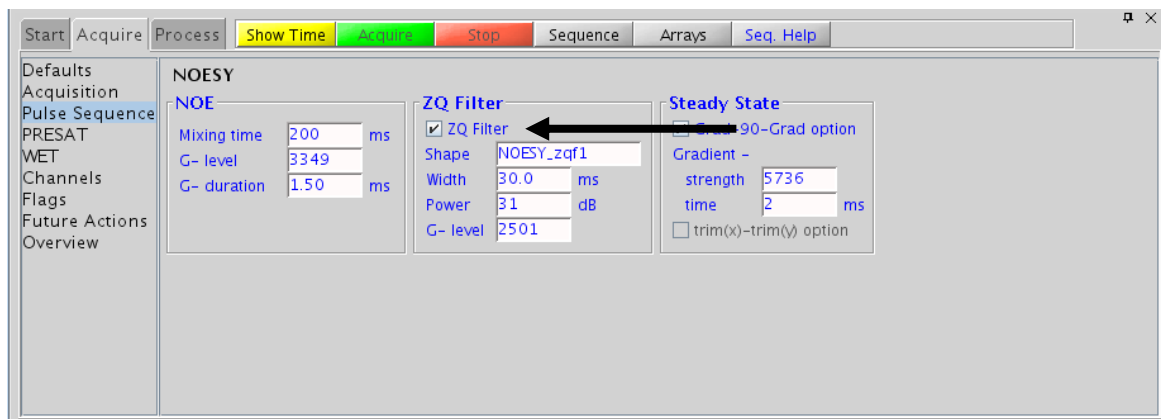 Start Acquire Process Show Time Acquire Stop Sequence Arrays Seq. Help
Defaults
Acquisition
Pulse Sequence
PRESAT
WET
Channels
Flags
Future Actions
Overview
NOESY
NOE
Mixing time 200 ms
G- level 3349
G- duration 1.50 ms
ZQ Filter
ZQ Filter
Shape NOESY_zqf1
Width 30.0 ms
Power 31 dB
G- level 2501
Steady State
Grad-90-Grad option
Gradient -
strength 5736
time 2 ms
trim(x)-trim(y) option